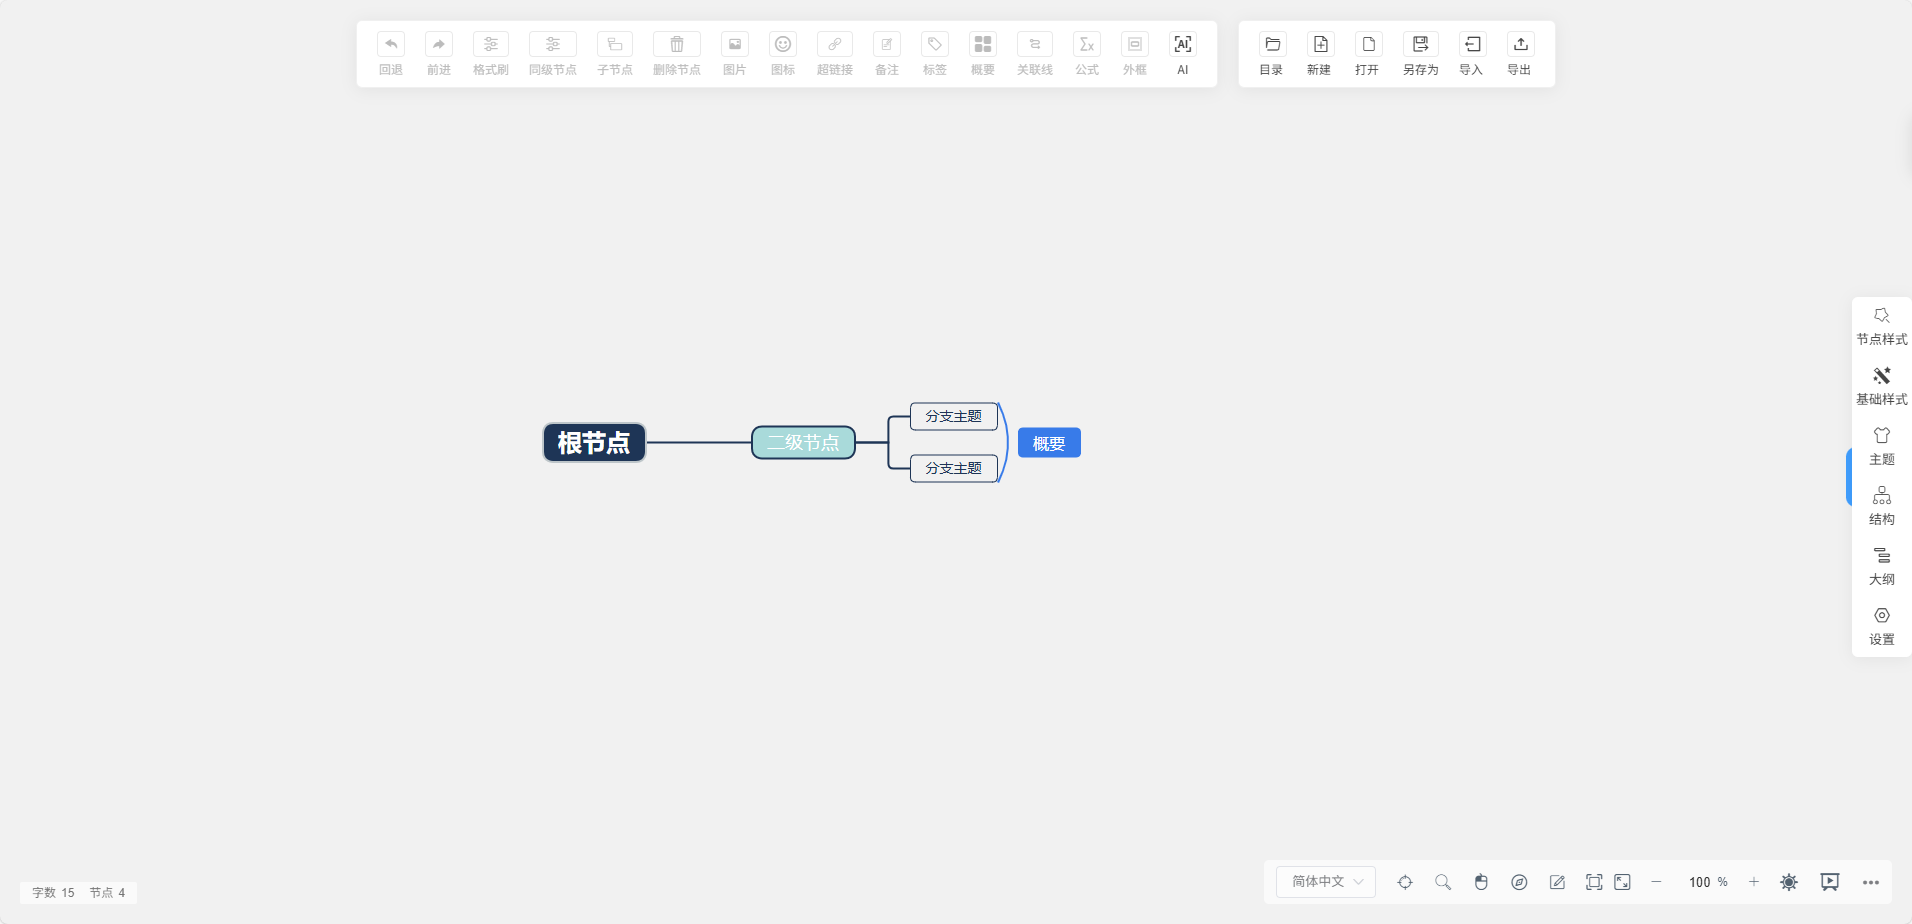 回退 前进 格式刷 同级节点 子节点 删除节点 图片 图标 超链接 备注 标签 概要 关联线 公式 外框 AI
目录 新建 打开 另存为 导入 导出
节点样式
基础样式
主题
结构
大纲
设置
根节点
二级节点
分支主题
分支主题
概要
字数 15 节点 4
简体中文 100 %